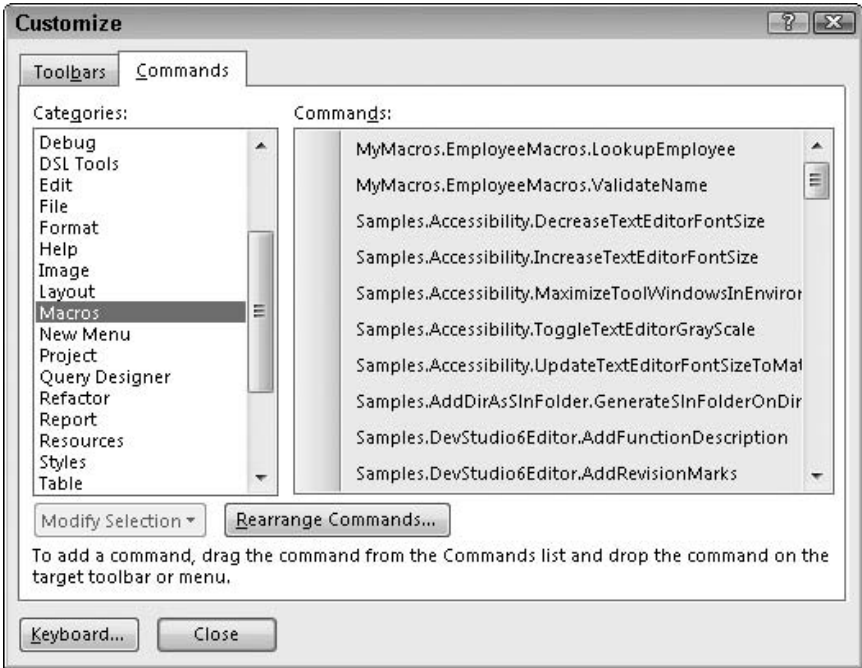 Customize
Toolbars
Commands
Categories:
Debug
DSL Tools
Edit
File
Format
Help
Image
Layout
Macros
New Menu
Project
Query Designer
Refactor
Report
Resources
Styles
Table
Commands:
MyMacros.EmployeeMacros.LookupEmployee
MyMacros.EmployeeMacros.ValidateName
Samples.Accessibility.DecreaseTextEditorFontSize
Samples.Accessibility.IncreaseTextEditorFontSize
Samples.Accessibility.MaximizeToolWindowsInEnviror
Samples.Accessibility.ToggleTextEditorGrayScale
Samples.Accessibility.UpdateTextEditorFontSizeToMat
Samples.AddDirAsSlnFolder.GenerateSlnFolderOnDir
Samples.DevStudio6Editor.AddFunctionDescription
Samples.DevStudio6Editor.AddRevisionMarks
Modify Selection
Rearrange Commands...
To add a command, drag the command from the Commands list and drop the command on the
target toolbar or menu.
Keyboard...
Close